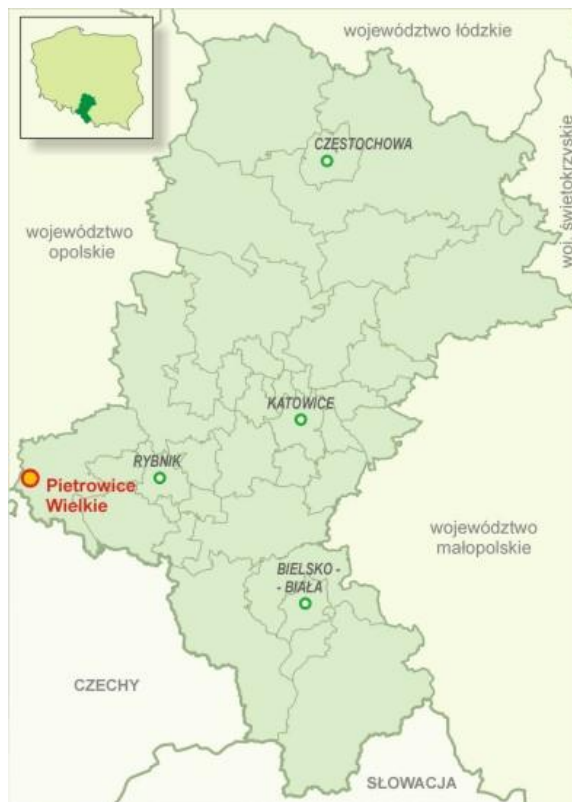 województwo łódzkie
CZĘSTOCHOWA
woj. świętokrzyskie
województwo
opolskie
KATOWICE
RYBNIK
Pietrowice
Wielkie
województwo
małopolskie
BIELSKO -
- BIAŁA
CZECHY
SŁOWACJA